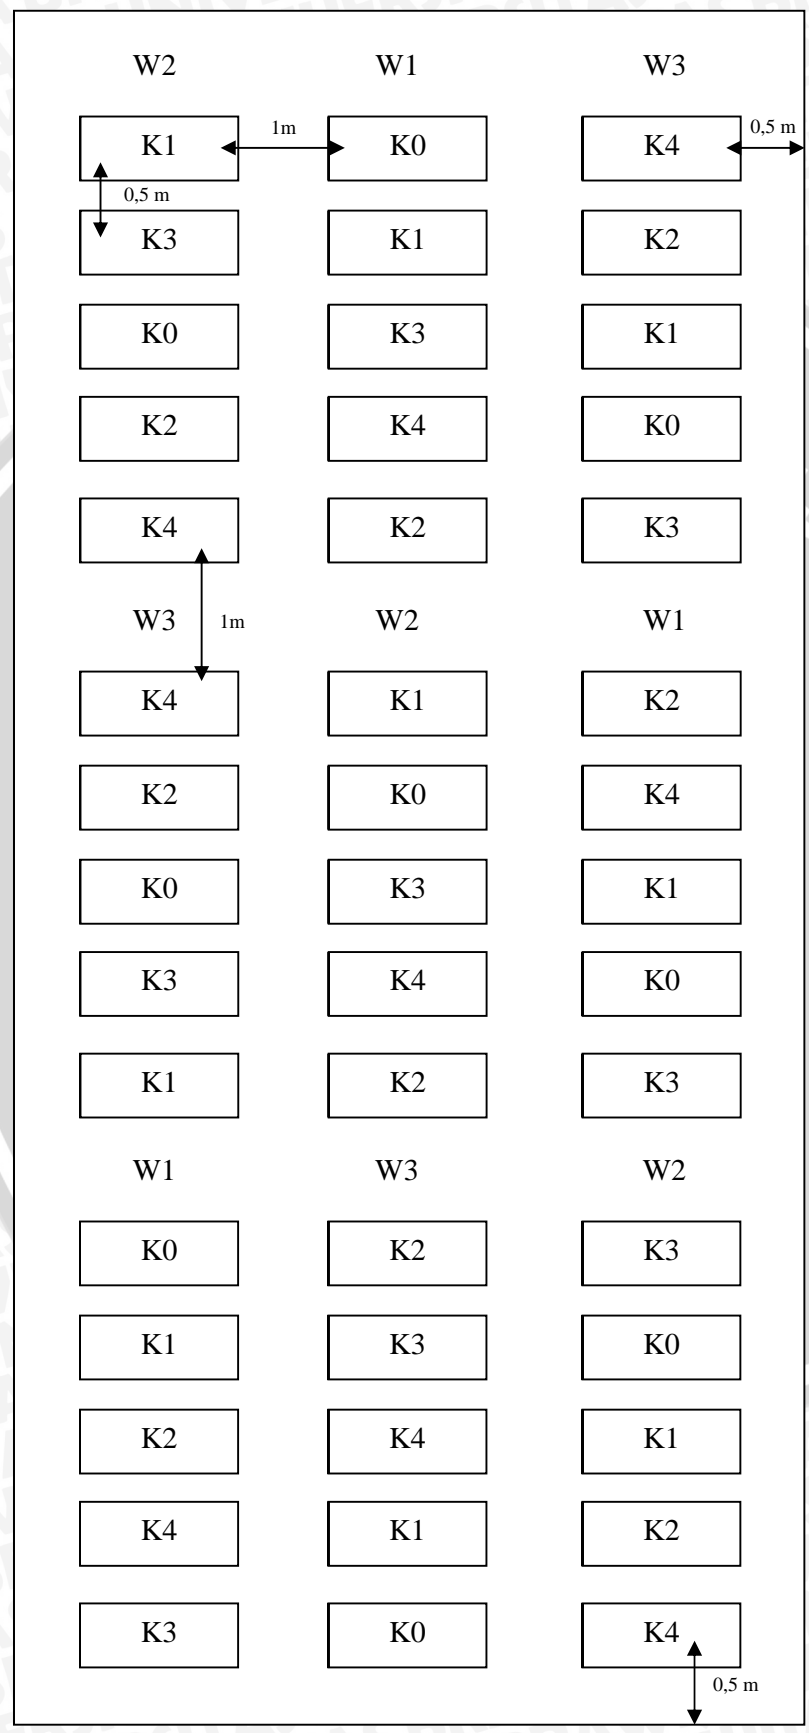 W2 W1 W3
K1 1m K0 K4 0,5 m
0,5 m
K3 K1 K2
K0 K3 K1
K2 K4 K0
K4 K2 K3
W3 1m W2 W1
K4 K1 K2
K2 K0 K4
K0 K3 K1
K3 K4 K0
K1 K2 K3
W1 W3 W2
K0 K2 K3
K1 K3 K0
K2 K4 K1
K4 K1 K2
K3 K0 K4
0,5 m